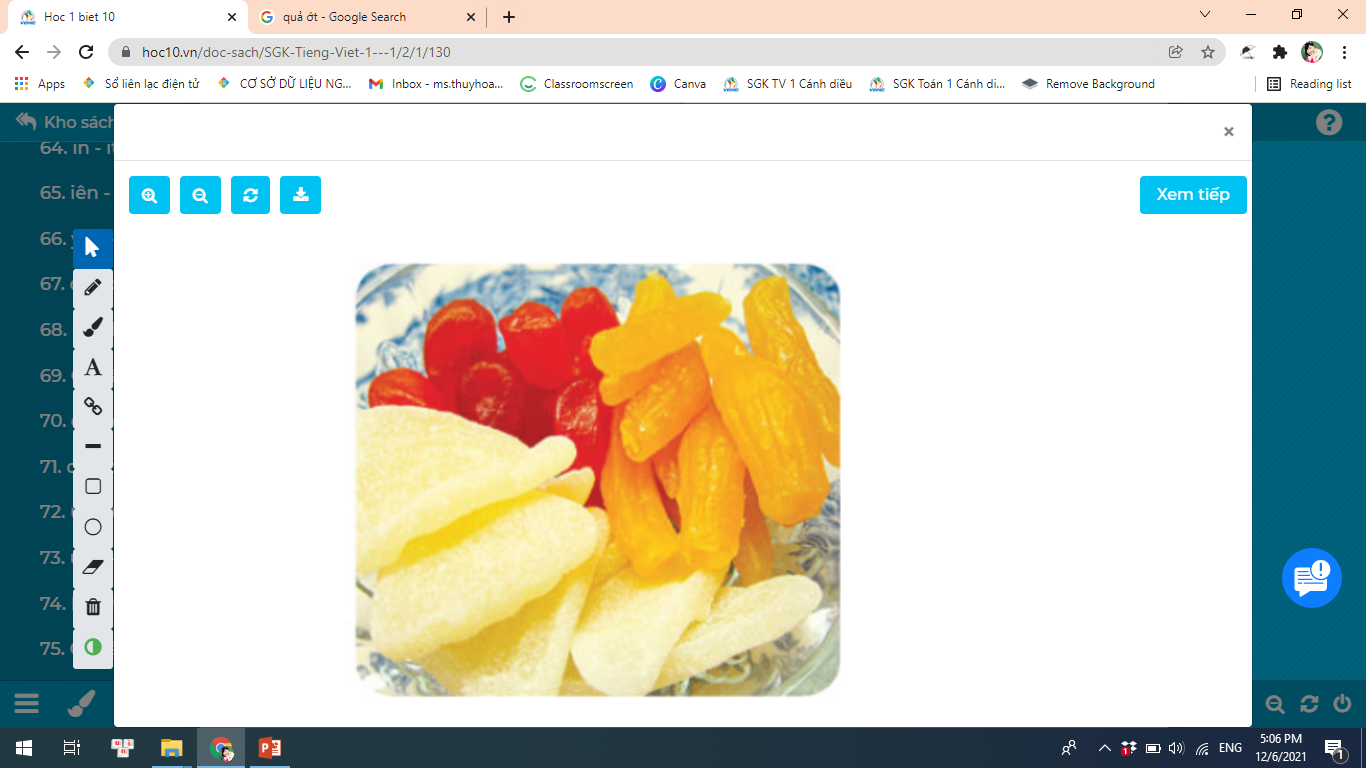 Hoc 1 biet 10
quả ớt - Google Search
hoc10.vn/doc-sach/SGK-Tieng-Viet-1---1/2/1/130
Apps
Sổ liên lạc điện tử
CƠ SỞ DỮ LIỆU NG...
Inbox - ms.thuyhoa...
Classroomscreen
Canva
SGK TV 1 Cánh diều
SGK Toán 1 Cánh di...
Remove Background
Reading list
Kho sách
64. in - i
65. iên -
66.
67.
68.
69.
70.
71.
72.
73.
74.
75.
Xem tiếp
A
ENG
5:06 PM
12/6/2021
1
1